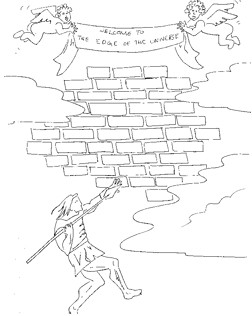 WELCOME TO
THE EDGE OF THE UNIVERSE